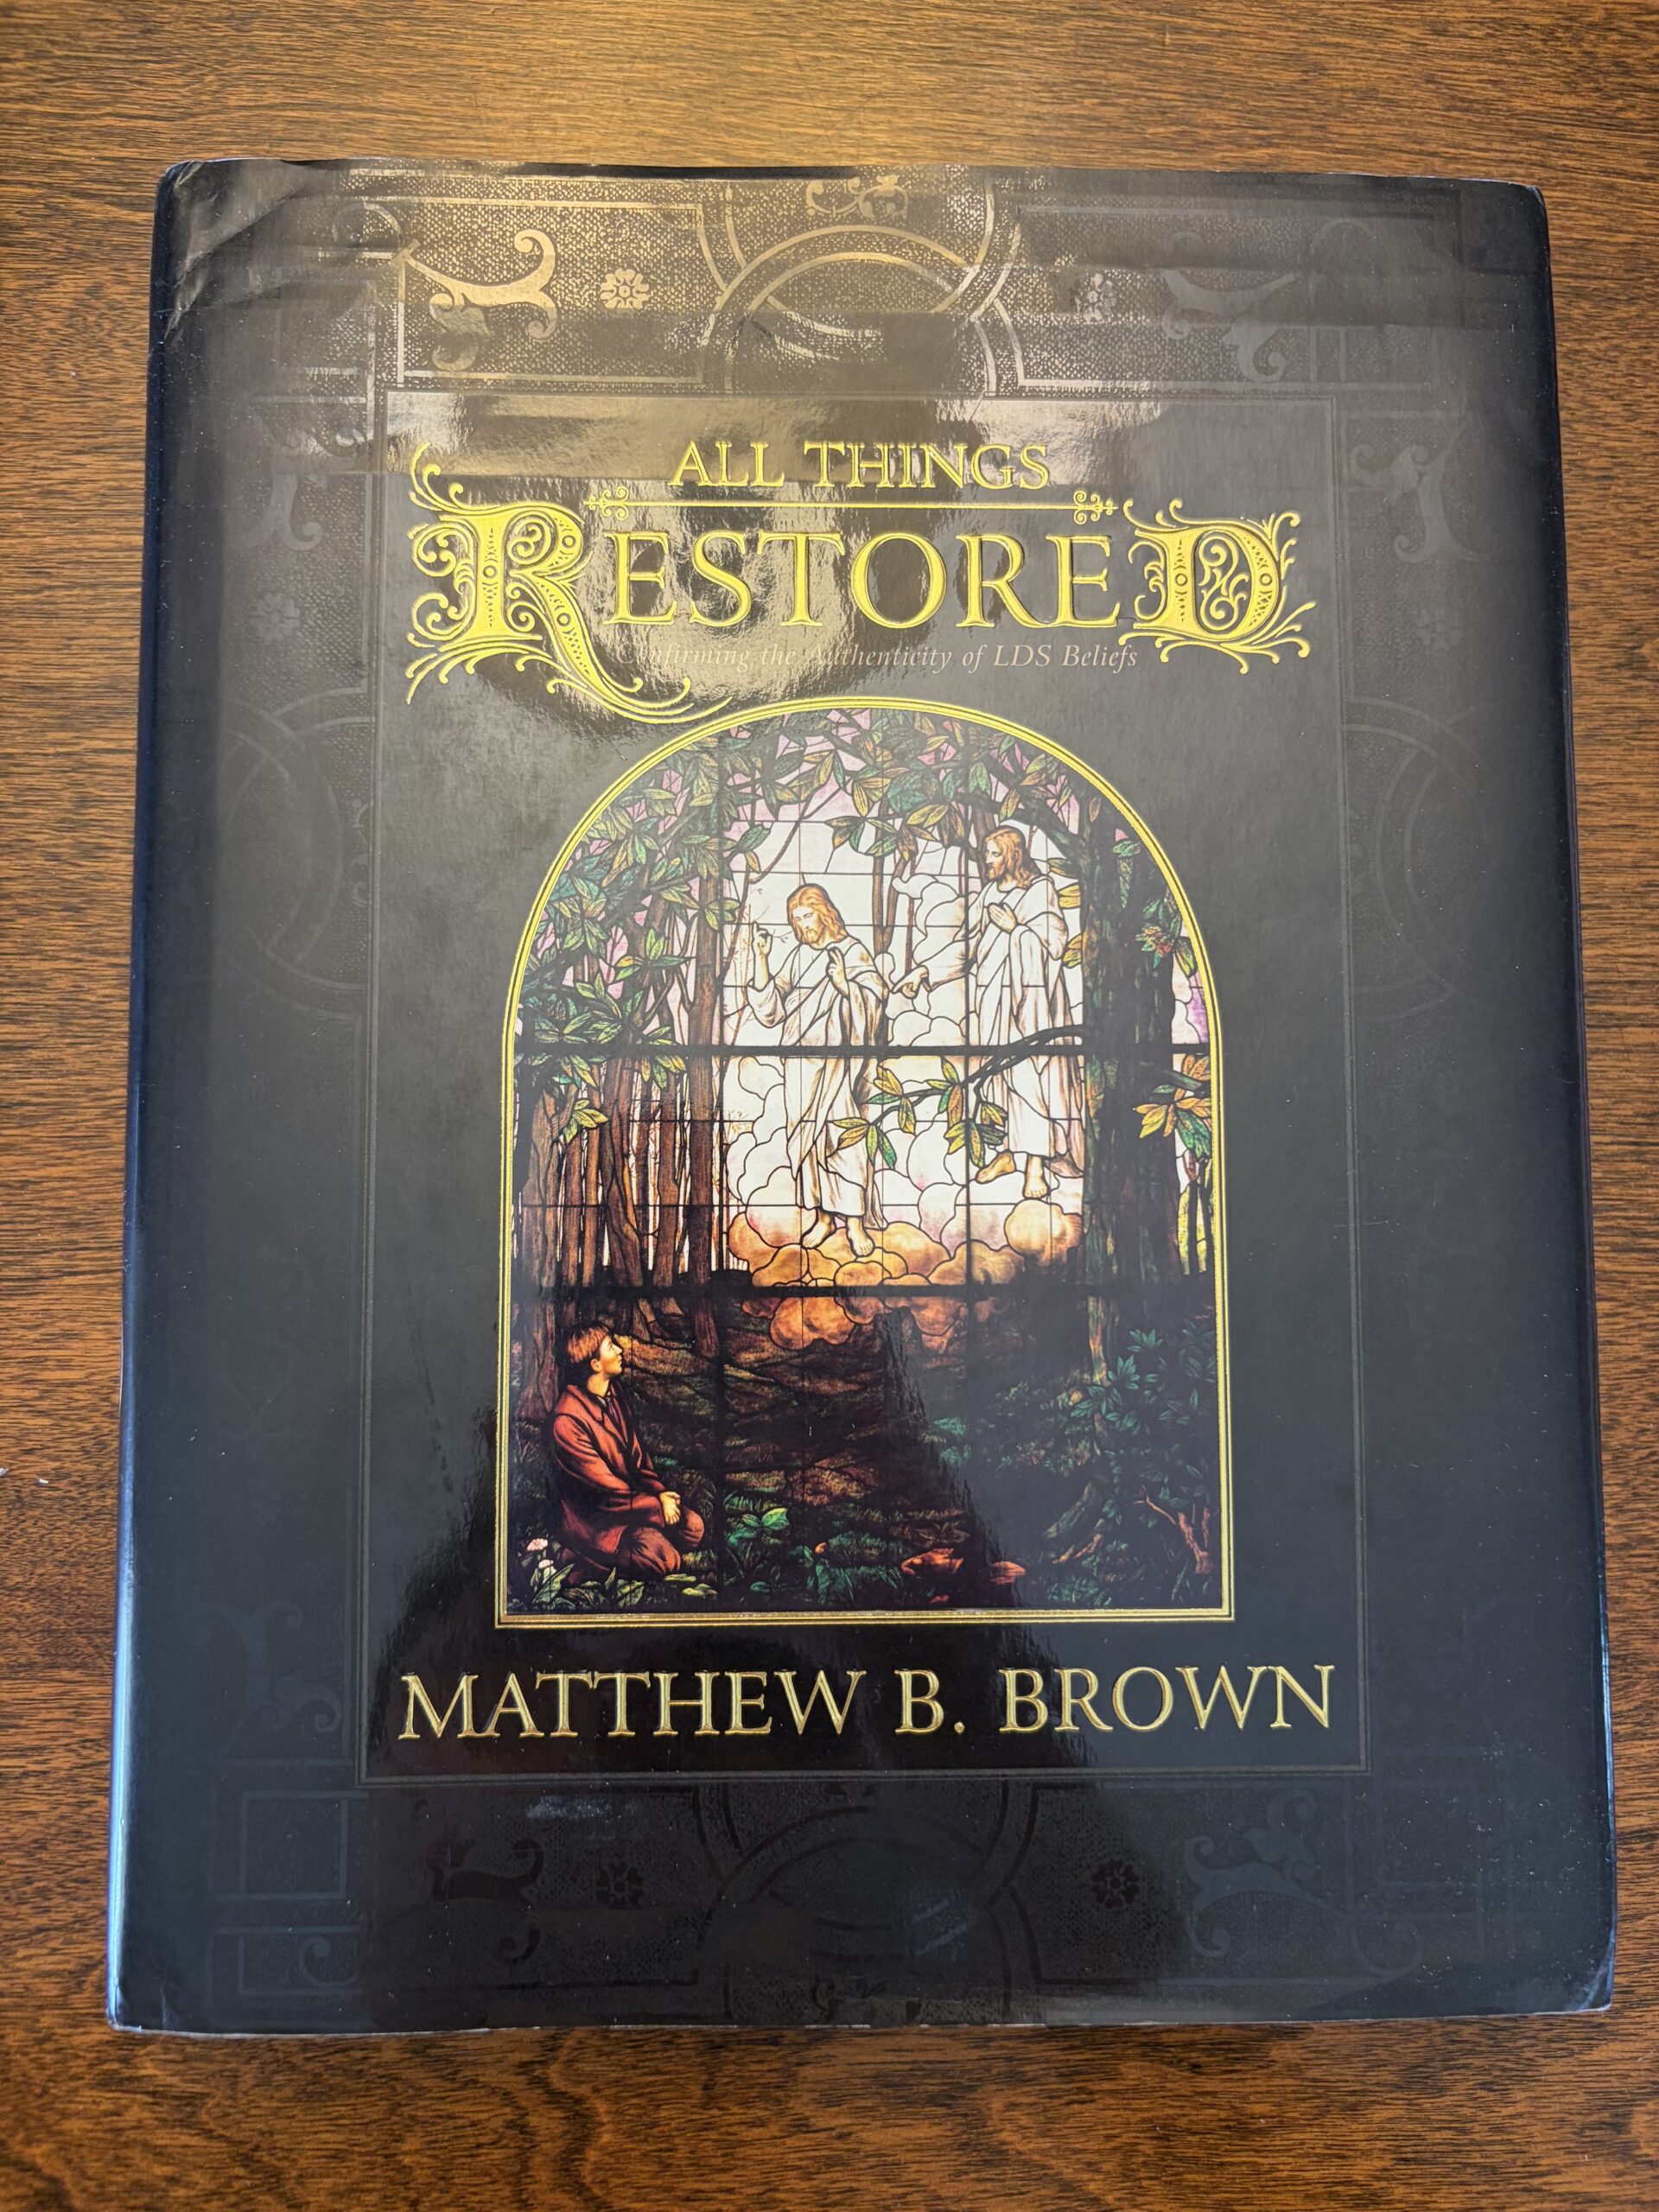 ALL THINGS
RESTORED
Confirming the Authenticity of LDS Beliefs
MATTHEW B. BROWN